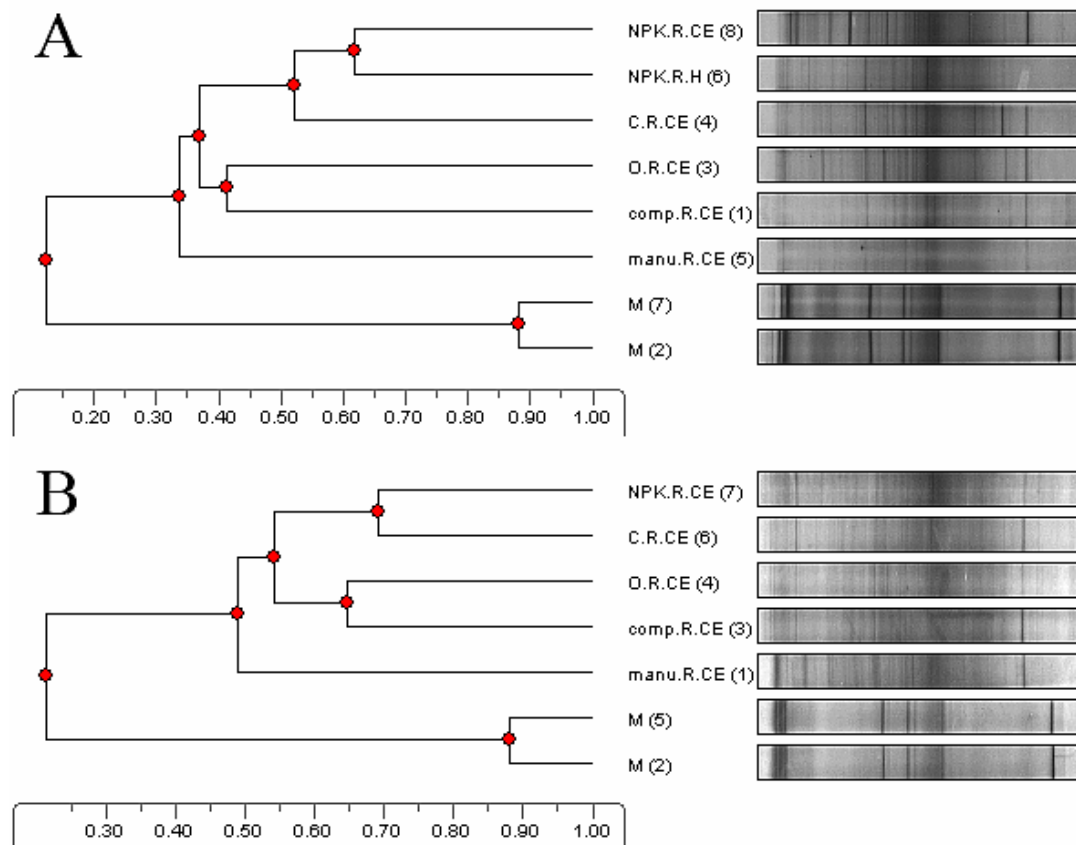 A
NPK.R.CE (8)
NPK.R.H (6)
C.R.CE (4)
O.R.CE (3)
comp.R.CE (1)
manu.R.CE (5)
M (7)
M (2)
0.20 0.30 0.40 0.50 0.60 0.70 0.80 0.90 1.00
B
NPK.R.CE (7)
C.R.CE (6)
O.R.CE (4)
comp.R.CE (3)
manu.R.CE (1)
M (5)
M (2)
0.30 0.40 0.50 0.60 0.70 0.80 0.90 1.00